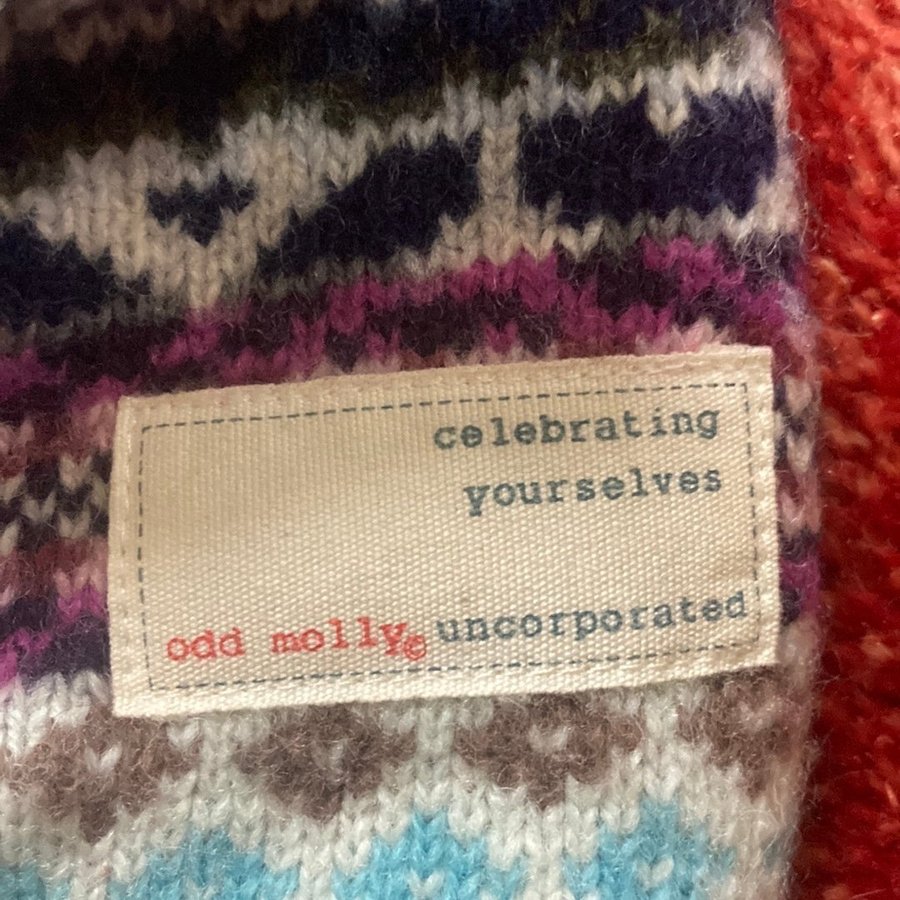 celebrating
yourselves
odd molly© uncorporated